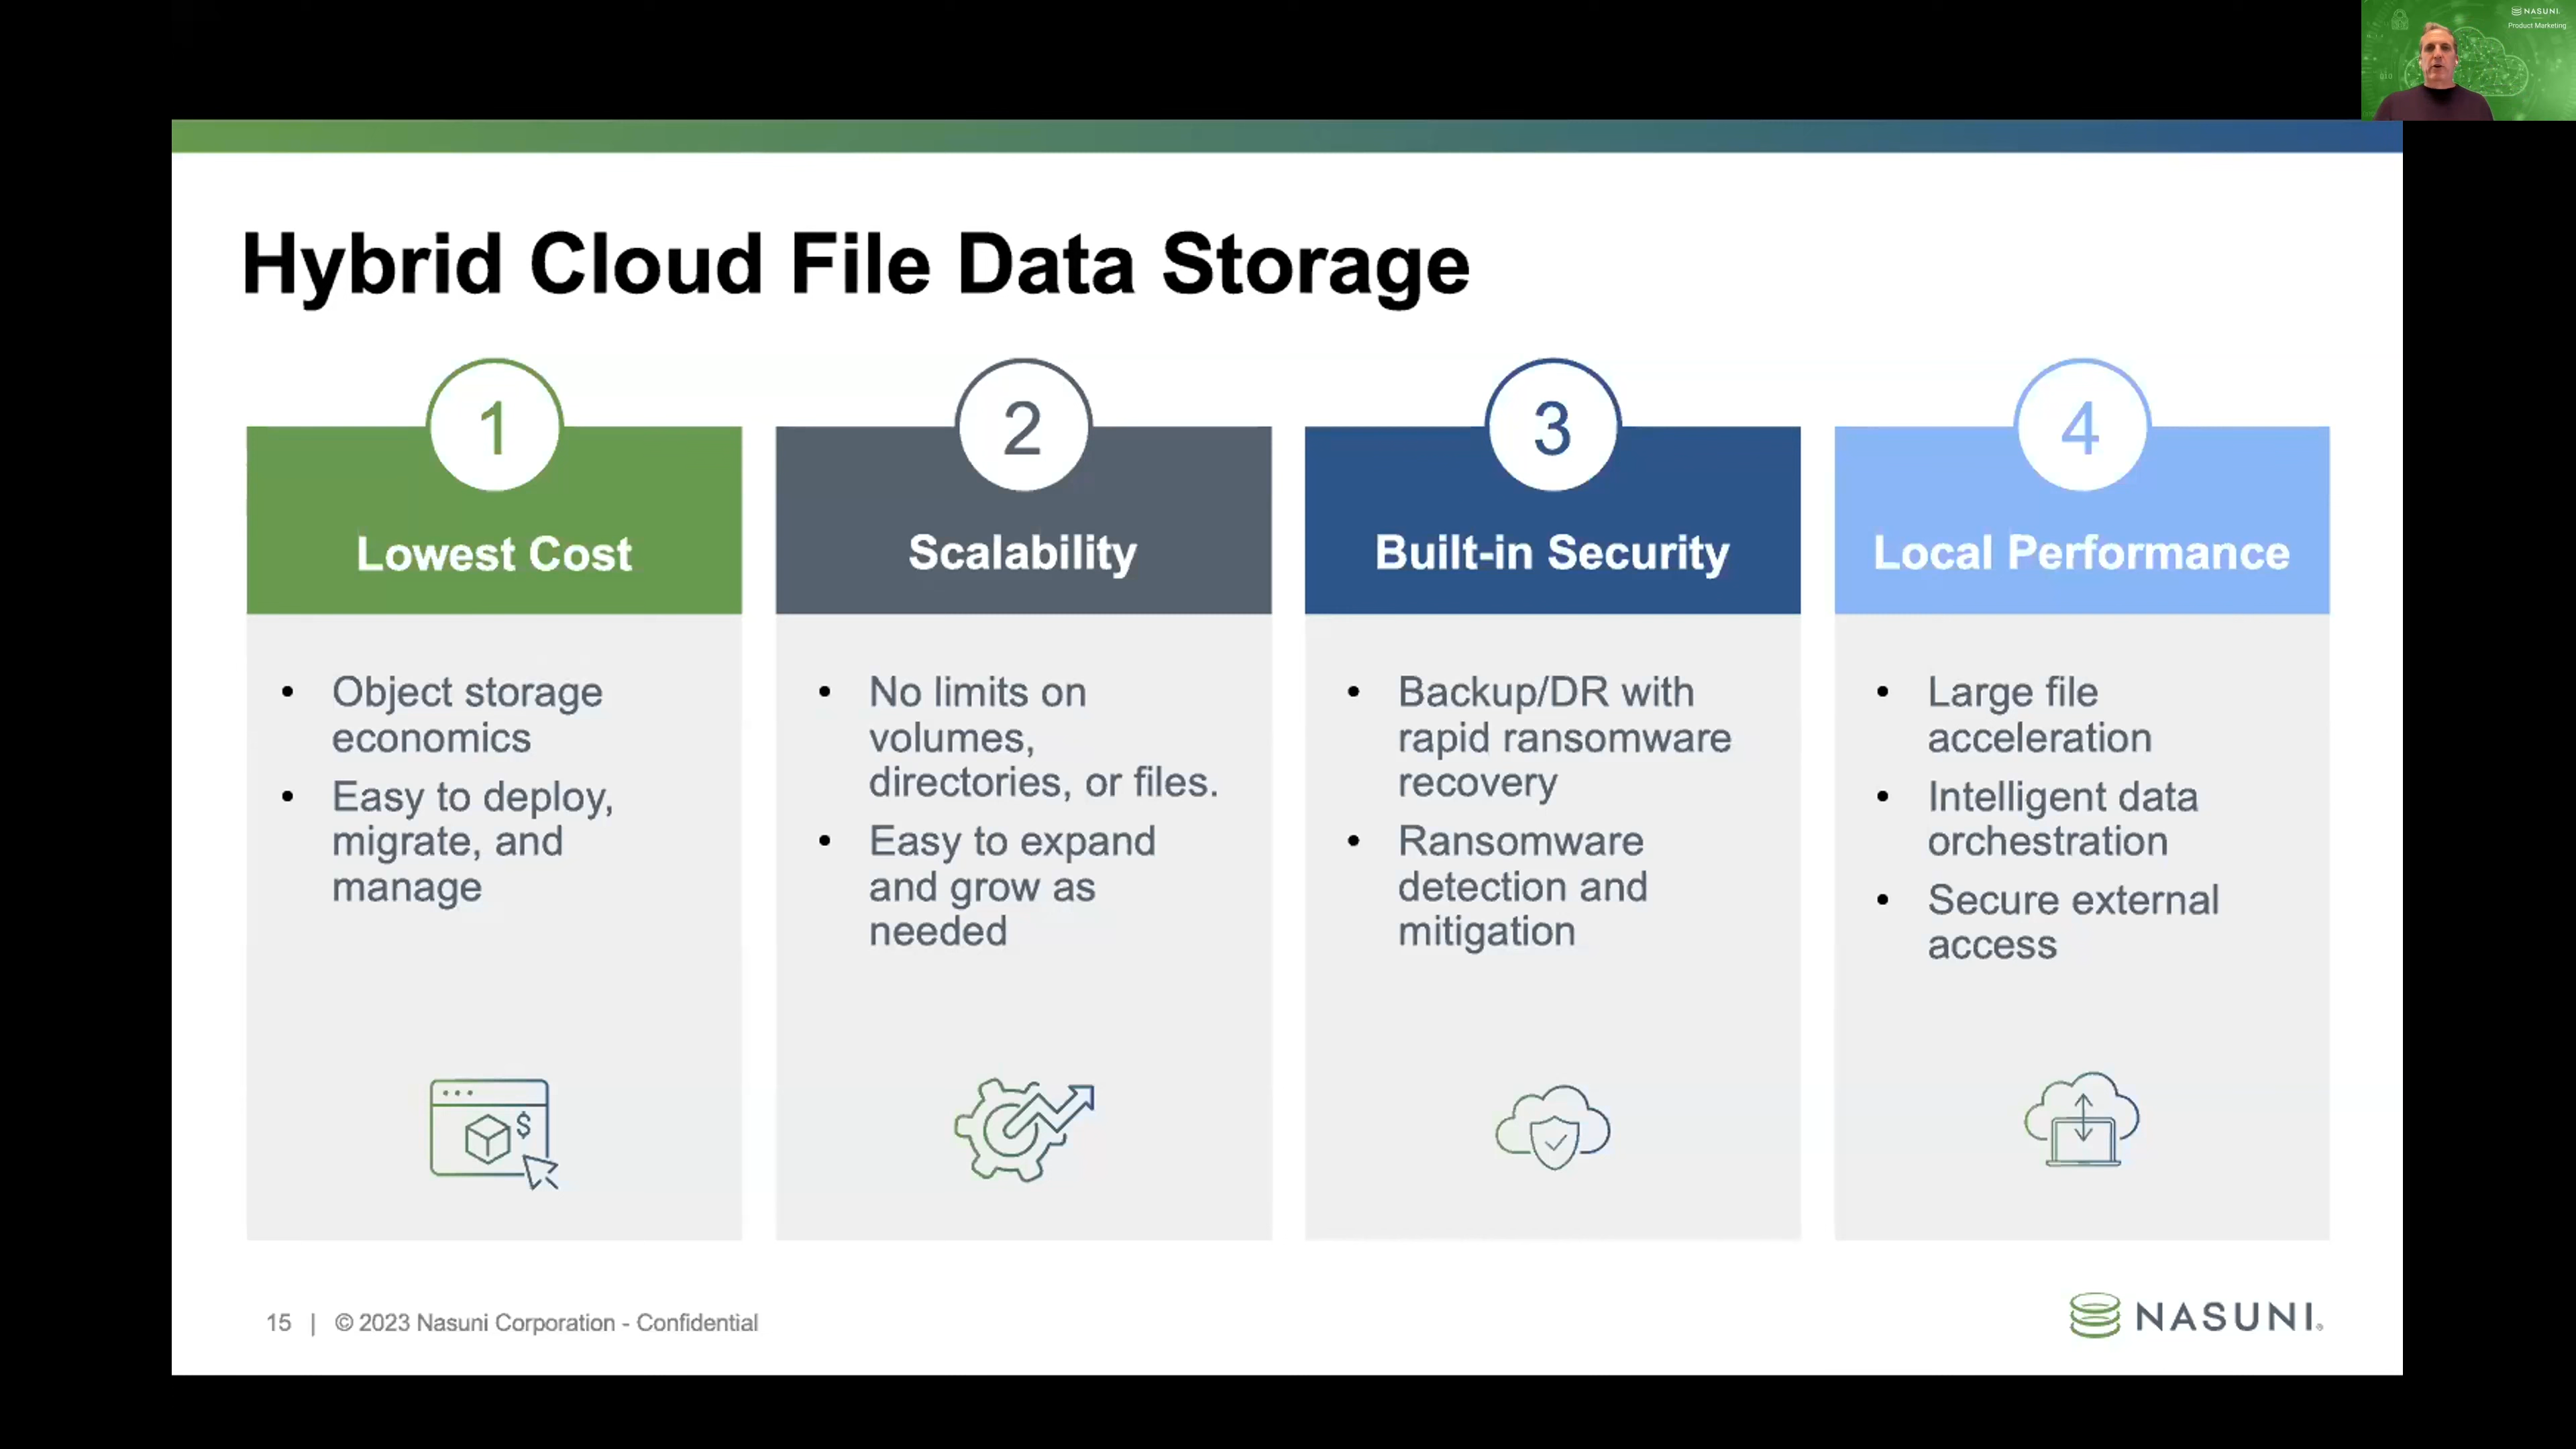 NASUNI
Product Marketing
Hybrid Cloud File Data Storage
1
Lowest Cost
• Object storage
economics
• Easy to deploy,
migrate, and
manage
$
2
Scalability
• No limits on
volumes,
directories, or files.
• Easy to expand
and grow as
needed
3
Built-in Security
• Backup/DR with
rapid ransomware
recovery
• Ransomware
detection and
mitigation
4
Local Performance
• Large file
acceleration
• Intelligent data
orchestration
• Secure external
access
15 | © 2023 Nasuni Corporation - Confidential
NASUNI®